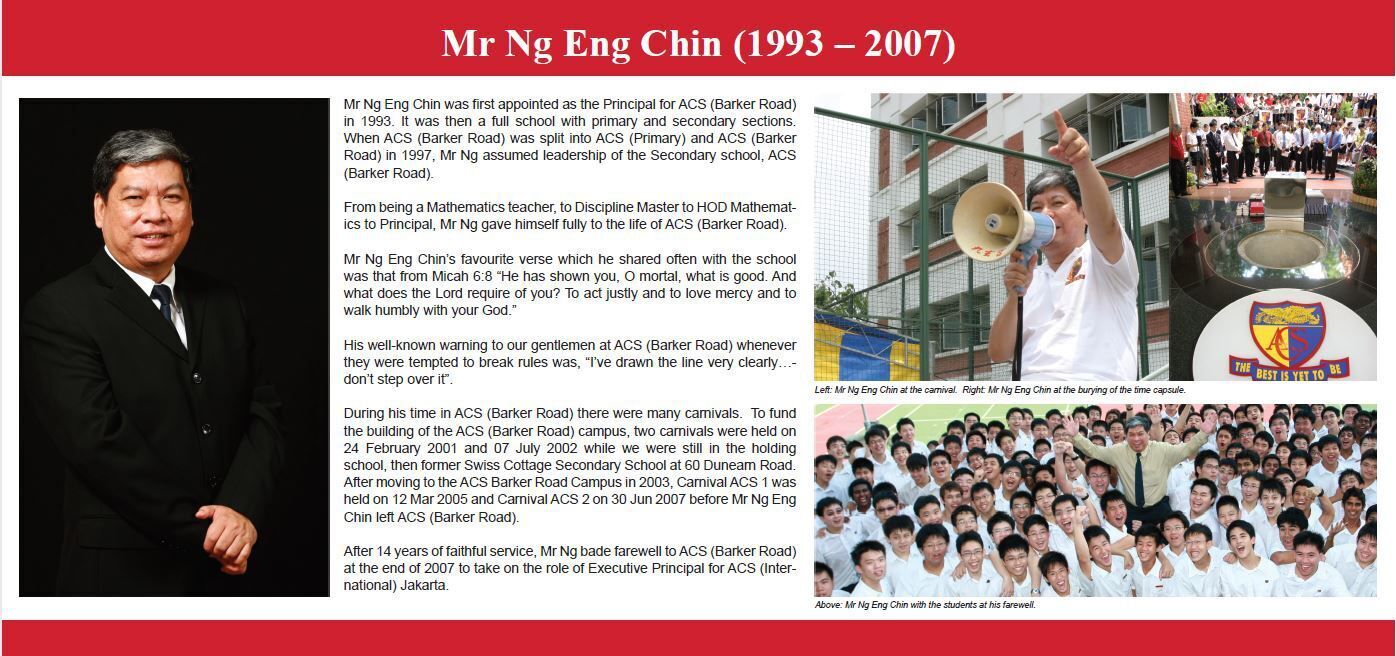 Mr Ng Eng Chin (1993 – 2007)
Mr Ng Eng Chin was first appointed as the Principal for ACS (Barker Road)
in 1993. It was then a full school with primary and secondary sections.
When ACS (Barker Road) was split into ACS (Primary) and ACS (Barker
Road) in 1997, Mr Ng assumed leadership of the Secondary school, ACS
(Barker Road).
From being a Mathematics teacher, to Discipline Master to HOD Mathemat-
ics to Principal, Mr Ng gave himself fully to the life of ACS (Barker Road).
Mr Ng Eng Chin’s favourite verse which he shared often with the school
was that from Micah 6:8 “He has shown you, O mortal, what is good. And
what does the Lord require of you? To act justly and to love mercy and to
walk humbly with your God.”
His well-known warning to our gentlemen at ACS (Barker Road) whenever
they were tempted to break rules was, “I’ve drawn the line very clearly…-
don’t step over it”.
During his time in ACS (Barker Road) there were many carnivals.  To fund
the building of the ACS (Barker Road) campus, two carnivals were held on
24 February 2001 and 07 July 2002 while we were still in the holding
school, then former Swiss Cottage Secondary School at 60 Dunearn Road.
After moving to the ACS Barker Road Campus in 2003, Carnival ACS 1 was
held on 12 Mar 2005 and Carnival ACS 2 on 30 Jun 2007 before Mr Ng Eng
Chin left ACS (Barker Road).
After 14 years of faithful service, Mr Ng bade farewell to ACS (Barker Road)
at the end of 2007 to take on the role of Executive Principal for ACS (Inter-
national) Jakarta.
ACS
THE BEST IS YET TO BE
Left: Mr Ng Eng Chin at the carnival.  Right: Mr Ng Eng Chin at the burying of the time capsule.
Above: Mr Ng Eng Chin with the students at his farewell.